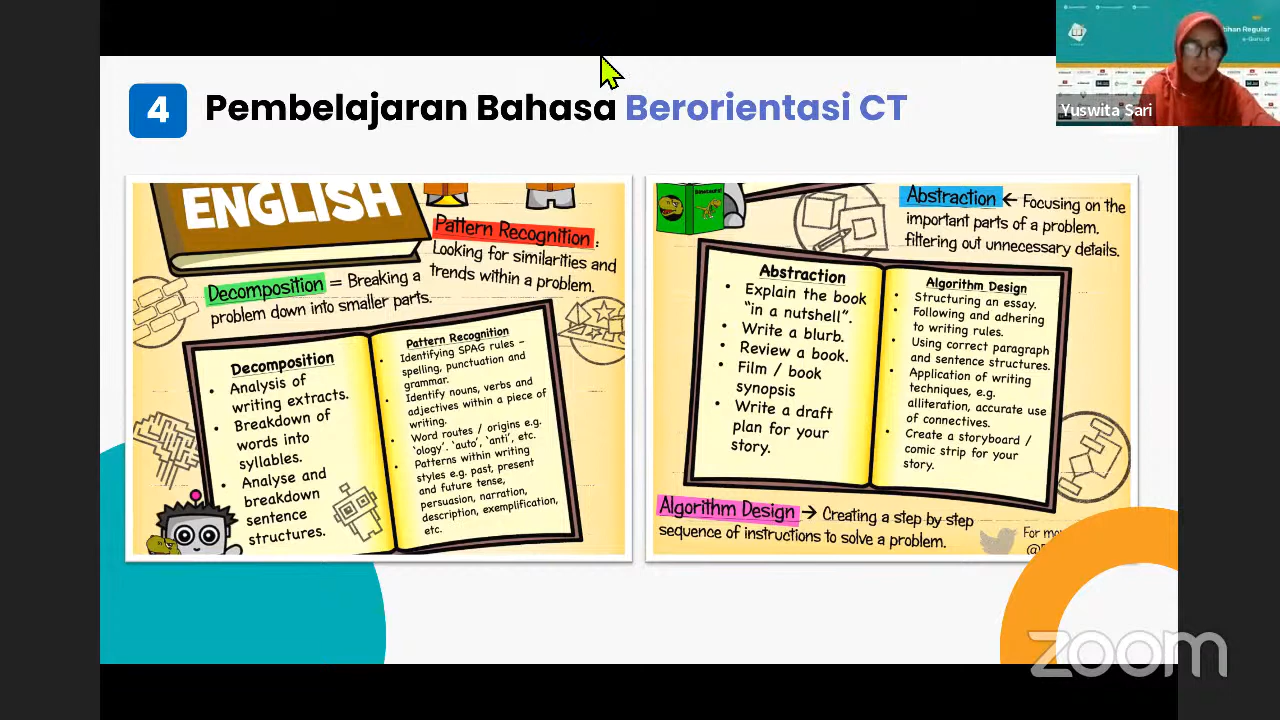 4 Pembelajaran Bahasa Berorientasi CT
Yuswita Sari
ENGLISH
Pattern Recognition :
Looking for similarities and
trends within a problem.
Decomposition = Breaking a
problem down into smaller parts.
Decomposition
• Analysis of
writing extracts.
• Breakdown of
words into
syllables.
• Analyse and
breakdown
sentence
structures.
Pattern Recognition
• Identifying SPAG rules –
spelling, punctuation and
grammar.
• Identify nouns, verbs and
adjectives within a piece of
writing.
• Word routes / origins e.g.
'ology'. 'auto', 'anti', etc.
• Patterns within writing
styles e.g. past, present
and future tense,
persuasion, narration,
description, exemplification,
etc.
Abstraction ← Focusing on the
important parts of a problem.
filtering out unnecessary details.
Abstraction
• Explain the book
"in a nutshell".
• Write a blurb.
• Review a book.
• Film / book
synopsis
• Write a draft
plan for your
story.
Algorithm Design
• Structuring an essay.
• Following and adhering
to writing rules.
• Using correct paragraph
and sentence structures.
• Application of writing
techniques, e.g.
alliteration, accurate use
of connectives.
• Create a storyboard /
comic strip for your
story.
Algorithm Design → Creating a step by step
sequence of instructions to solve a problem.
For mo
zoom